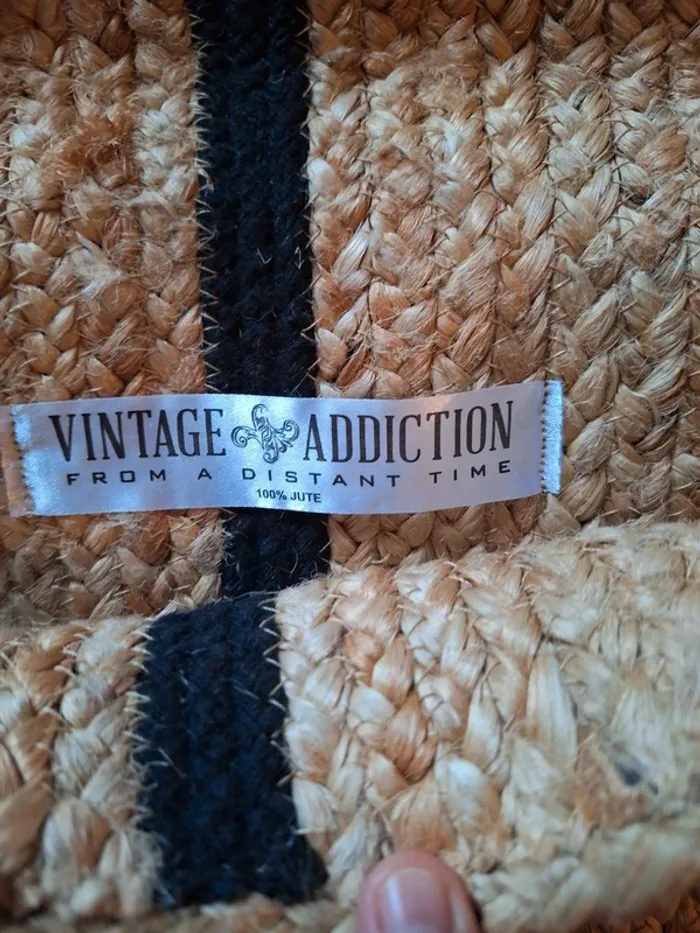 VINTAGE ADDICTION
FROM A DISTANT TIME
100% JUTE